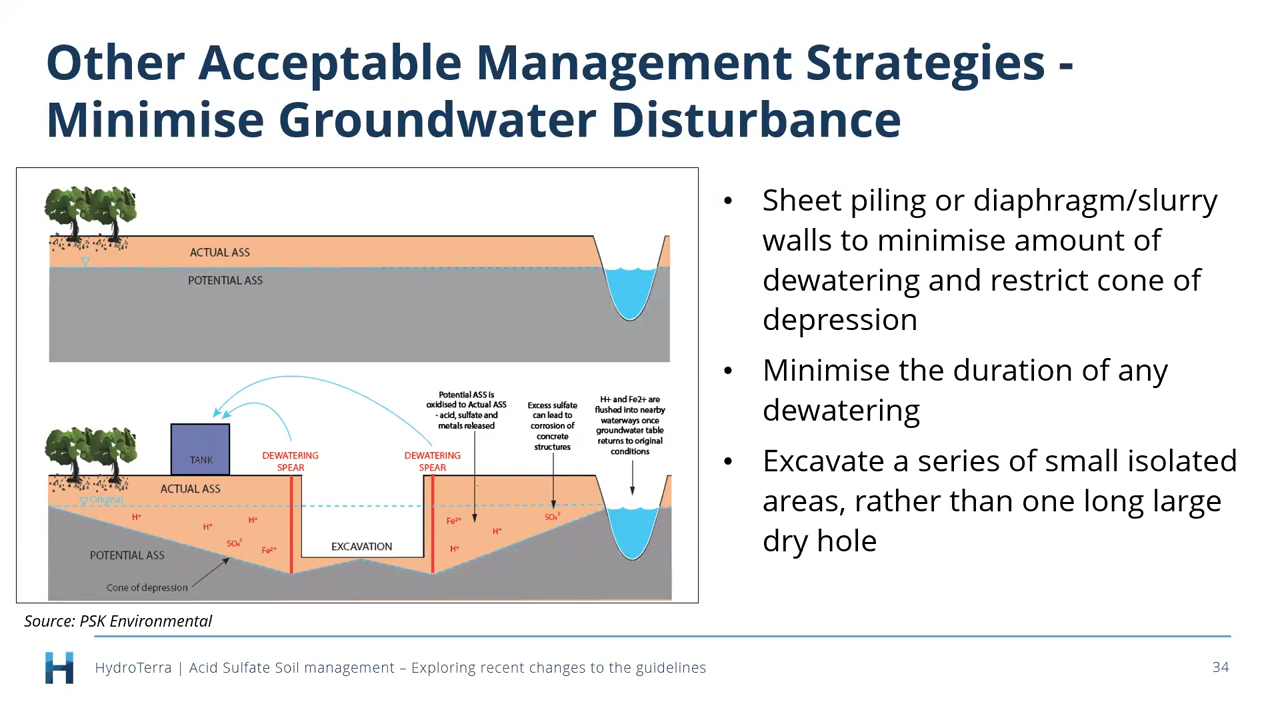 Other Acceptable Management Strategies -
Minimise Groundwater Disturbance
ACTUAL ASS
POTENTIAL ASS
Potential ASS is
oxidised to Actual ASS
- acid, sulfate and
metals released
Excess sulfate
can lead to
corrosion of
concrete
structures
H+ and Fe2+ are
flushed into nearby
waterways once
groundwater table
returns to original
conditions
TANK
DEWATERING
SPEAR
DEWATERING
SPEAR
ACTUAL ASS
Original
H⁺
H⁺
H⁺
SO₄²⁻
Fe²⁺
Fe²⁺
H⁺
H⁺
SO₄²⁻
EXCAVATION
POTENTIAL ASS
Cone of depression
Source: PSK Environmental
• Sheet piling or diaphragm/slurry
walls to minimise amount of
dewatering and restrict cone of
depression
• Minimise the duration of any
dewatering
• Excavate a series of small isolated
areas, rather than one long large
dry hole
H
HydroTerra | Acid Sulfate Soil management – Exploring recent changes to the guidelines
34